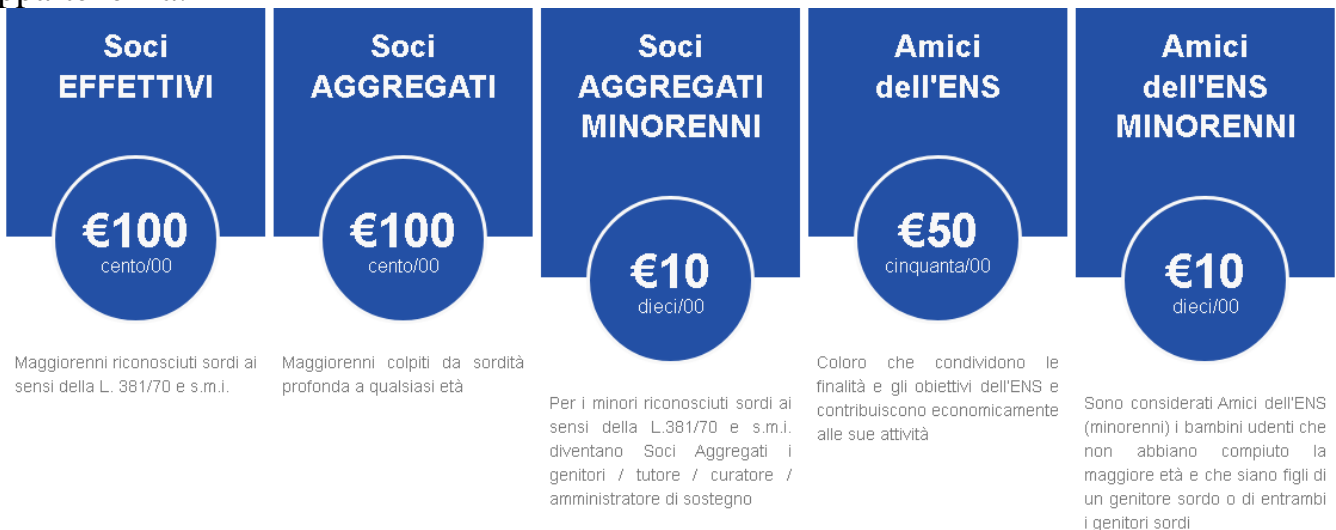 Soci
EFFETTIVI
€100
cento/00
Maggiorenni riconosciuti sordi ai
sensi della L. 381/70 e s.m.i.
Soci
AGGREGATI
€100
cento/00
Maggiorenni colpiti da sordità
profonda a qualsiasi età
Soci
AGGREGATI
MINORENNI
€10
dieci/00
Per i minori riconosciuti sordi ai
sensi della L.381/70 e s.m.i.
diventano Soci Aggregati i
genitori / tutore / curatore /
amministratore di sostegno
Amici
dell'ENS
€50
cinquanta/00
Coloro che condividono le
finalità e gli obiettivi dell'ENS e
contribuiscono economicamente
alle sue attività
Amici
dell'ENS
MINORENNI
€10
dieci/00
Sono considerati Amici dell'ENS
(minorenni) i bambini udenti che
non abbiano compiuto la
maggiore età e che siano figli di
un genitore sordo o di entrambi
i genitori sordi